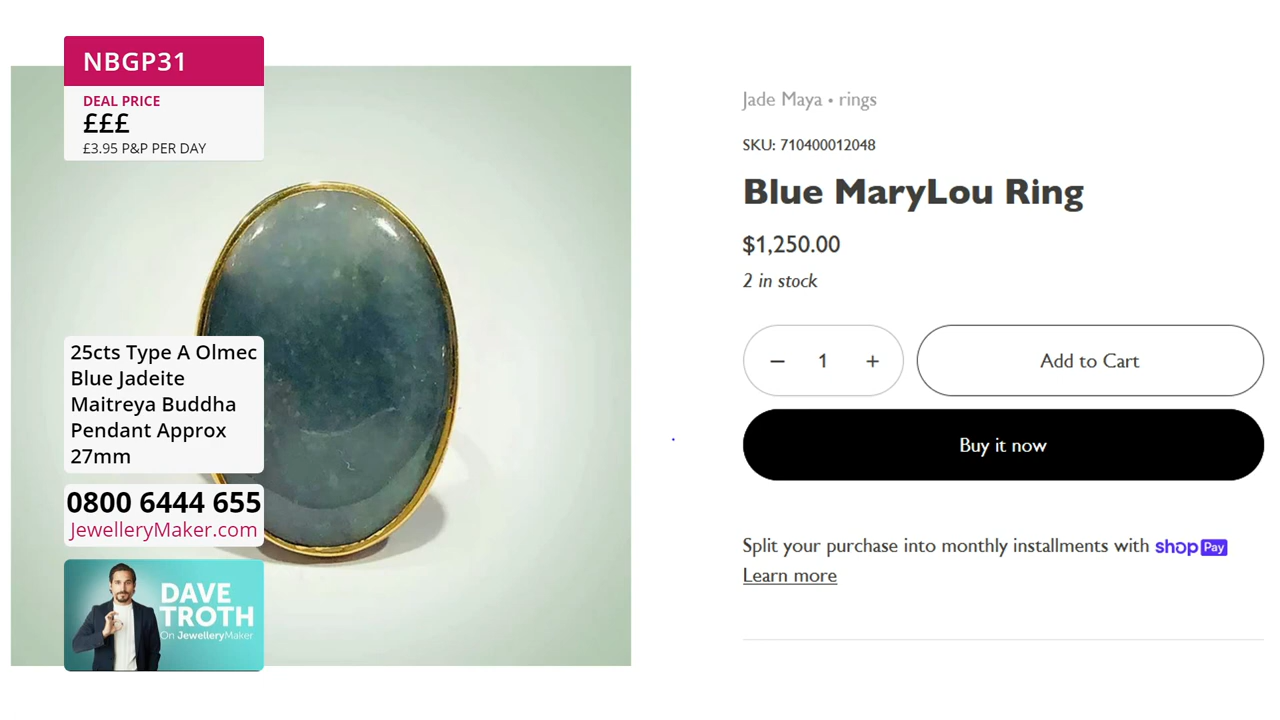 NBGP31
DEAL PRICE
£££
£3.95 P&P PER DAY
25cts Type A Olmec
Blue Jadeite
Maitreya Buddha
Pendant Approx
27mm
0800 6444 655
JewelleryMaker.com
DAVE
TROTH
On JewelleryMaker
Jade Maya • rings
SKU: 710400012048
Blue MaryLou Ring
$1,250.00
2 in stock
− 1 +
Add to Cart
Buy it now
Split your purchase into monthly installments with shop Pay
Learn more